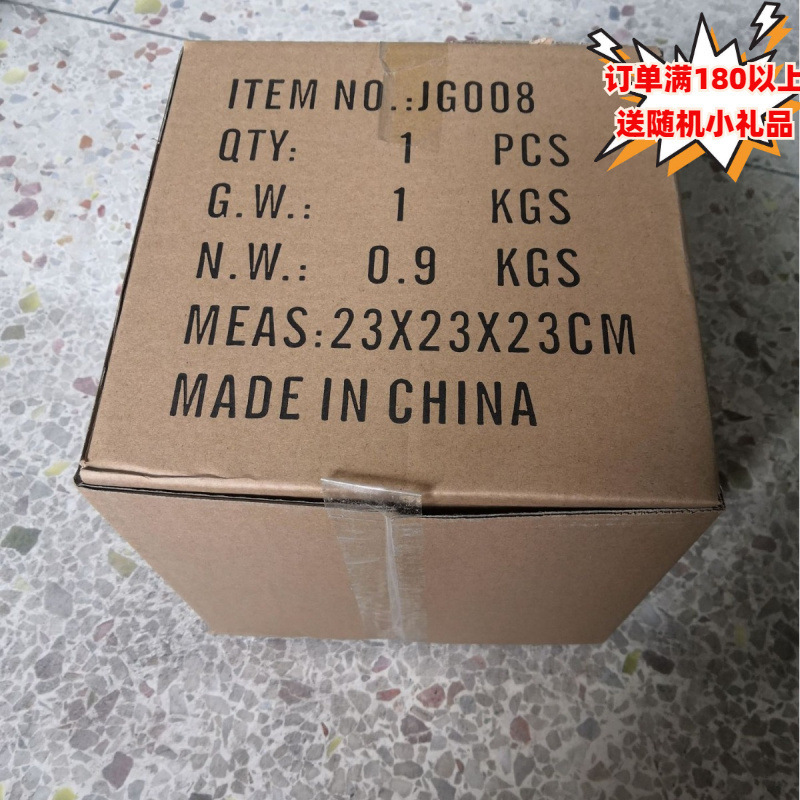 订单满180以上
送随机小礼品
ITEM NO.:JG008
QTY: 1 PCS
G.W.: 1 KGS
N.W.: 0.9 KGS
MEAS:23X23X23CM
MADE IN CHINA